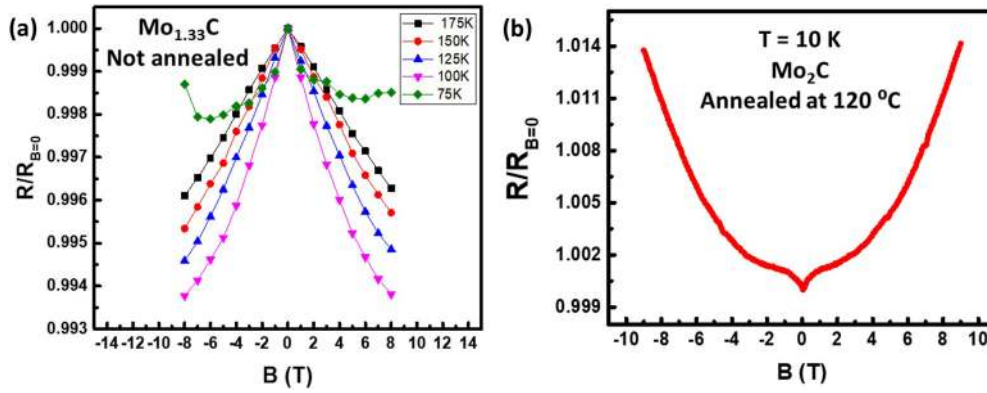 (a)
Mo1.33C
Not annealed
175K
150K
125K
100K
75K
1.000
0.999
0.998
0.997
0.996
0.995
0.994
0.993
R/R_B=0
-14 -12 -10 -8 -6 -4 -2 0 2 4 6 8 10 12 14
B (T)
(b)
T = 10 K
Mo2C
Annealed at 120 °C
1.014
1.011
1.008
1.005
1.002
0.999
R/R_B=0
-10 -8 -6 -4 -2 0 2 4 6 8 10
B (T)